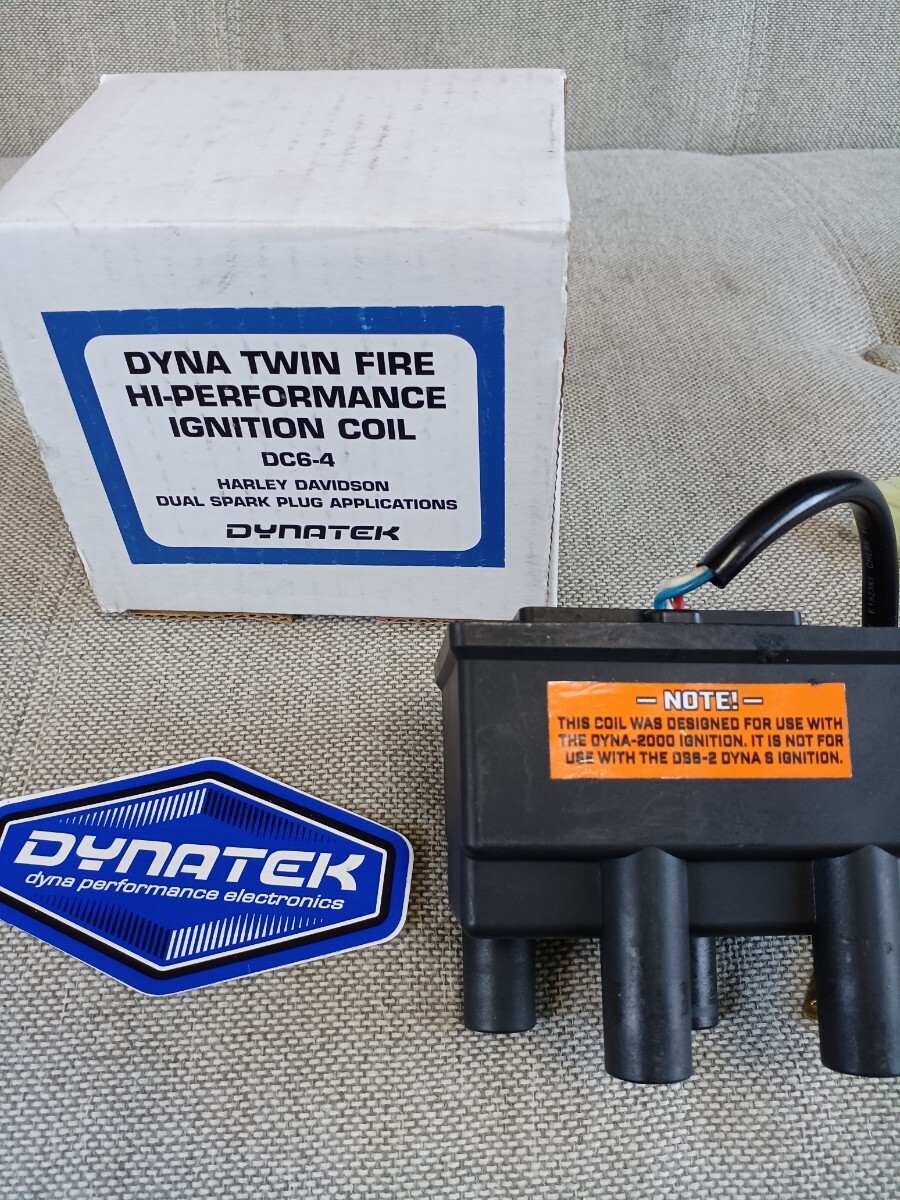 DYNA TWIN FIRE
HI-PERFORMANCE
IGNITION COIL
DC6-4
HARLEY DAVIDSON
DUAL SPARK PLUG APPLICATIONS
DYNATEK
– NOTE! –
THIS COIL WAS DESIGNED FOR USE WITH
THE DYNA-2000 IGNITION. IT IS NOT FOR
USE WITH THE DS6-2 DYNA S IGNITION.
DYNATEK
dyna performance electronics